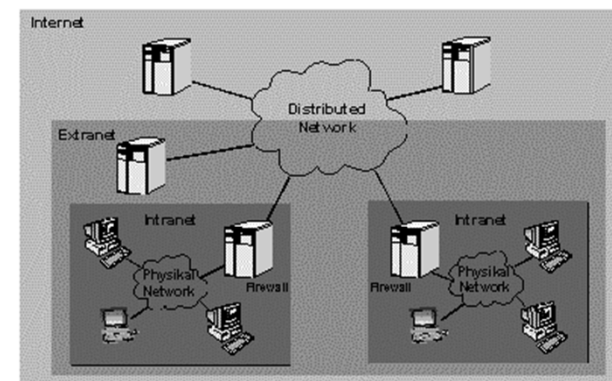 Internet
Distributed
Network
Extranet
Intranet
Physikal
Network
Firewall
Intranet
Firewall
Physikal
Network